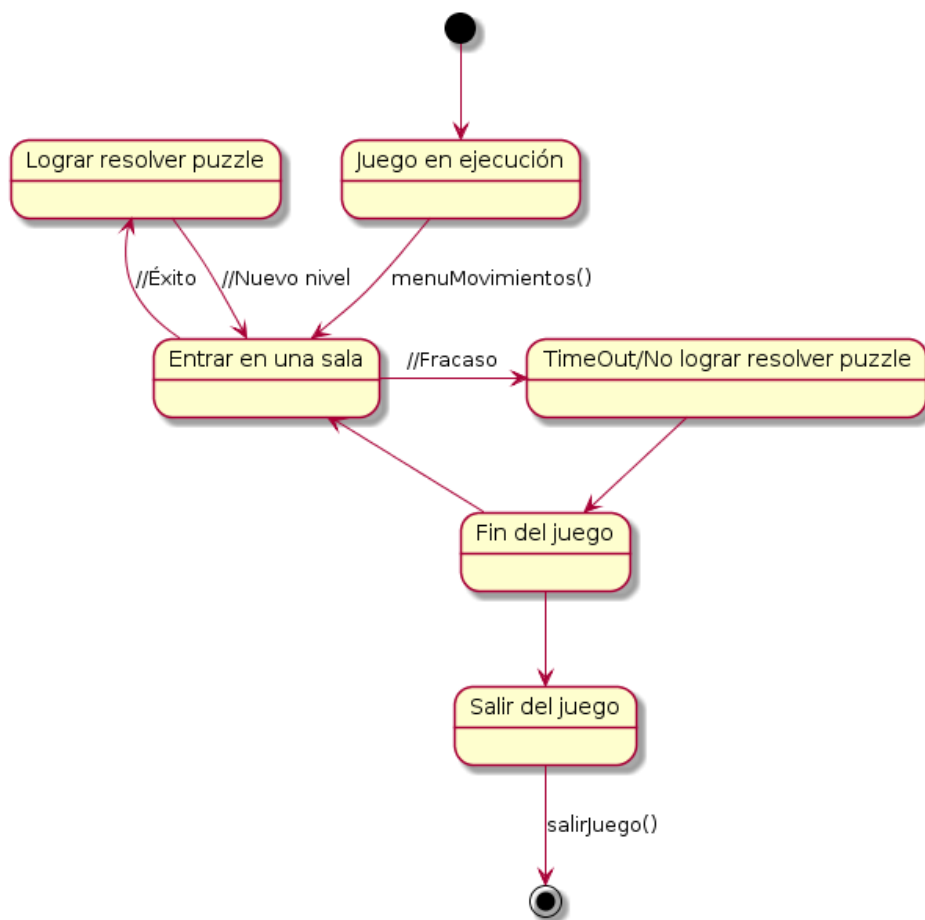 Lograr resolver puzzle
Juego en ejecución
//Éxito
//Nuevo nivel
menuMovimientos()
Entrar en una sala
//Fracaso
TimeOut/No lograr resolver puzzle
Fin del juego
Salir del juego
salirJuego()